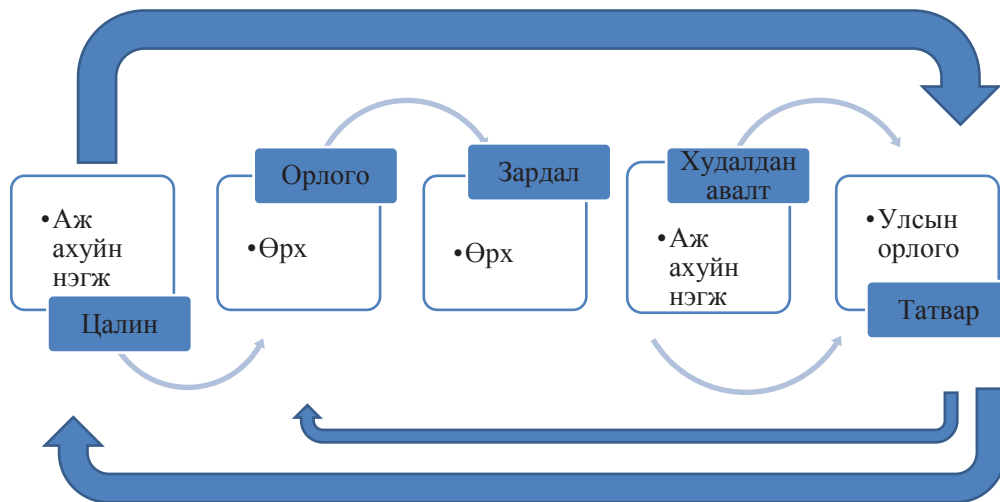 •Аж
ахуйн
нэгж
Цалин
Орлого
•Өрх
Зардал
•Өрх
Худалдан
авалт
•Аж
ахуйн
нэгж
•Улсын
орлого
Татвар